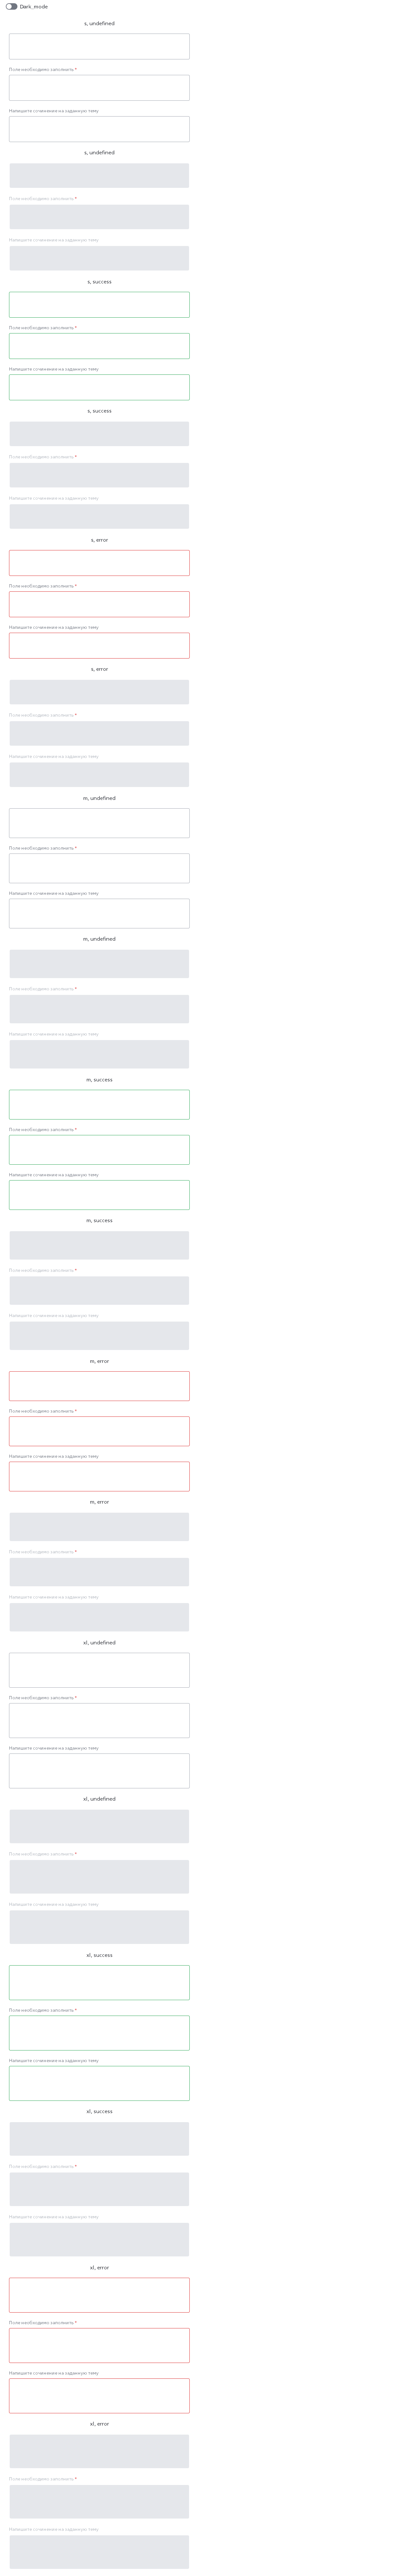 Dark_mode
s, undefined
Поле необходимо заполнить *
Напишите сочинение на заданную тему
s, undefined
Поле необходимо заполнить *
Напишите сочинение на заданную тему
s, success
Поле необходимо заполнить *
Напишите сочинение на заданную тему
s, success
Поле необходимо заполнить *
Напишите сочинение на заданную тему
s, error
Поле необходимо заполнить *
Напишите сочинение на заданную тему
s, error
Поле необходимо заполнить *
Напишите сочинение на заданную тему
m, undefined
Поле необходимо заполнить *
Напишите сочинение на заданную тему
m, undefined
Поле необходимо заполнить *
Напишите сочинение на заданную тему
m, success
Поле необходимо заполнить *
Напишите сочинение на заданную тему
m, success
Поле необходимо заполнить *
Напишите сочинение на заданную тему
m, error
Поле необходимо заполнить *
Напишите сочинение на заданную тему
m, error
Поле необходимо заполнить *
Напишите сочинение на заданную тему
xl, undefined
Поле необходимо заполнить *
Напишите сочинение на заданную тему
xl, undefined
Поле необходимо заполнить *
Напишите сочинение на заданную тему
xl, success
Поле необходимо заполнить *
Напишите сочинение на заданную тему
xl, success
Поле необходимо заполнить *
Напишите сочинение на заданную тему
xl, error
Поле необходимо заполнить *
Напишите сочинение на заданную тему
xl, error
Поле необходимо заполнить *
Напишите сочинение на заданную тему